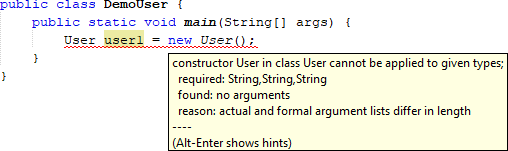 public class DemoUser {
public static void main(String[] args) {
User user1 = new User();
}
}
constructor User in class User cannot be applied to given types;
required: String,String,String
found: no arguments
reason: actual and formal argument lists differ in length
----
(Alt-Enter shows hints)